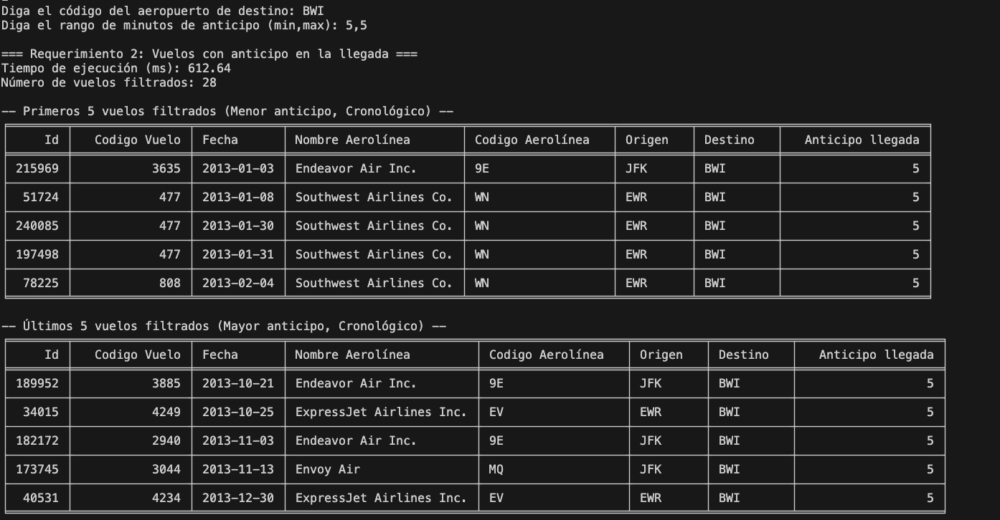 Diga el código del aeropuerto de destino: BWI
Diga el rango de minutos de anticipo (min,max): 5,5
=== Requerimiento 2: Vuelos con anticipo en la llegada ===
Tiempo de ejecución (ms): 612.64
Número de vuelos filtrados: 28
–– Primeros 5 vuelos filtrados (Menor anticipo, Cronológico) ––
Id Codigo Vuelo Fecha Nombre Aerolínea Codigo Aerolínea Origen Destino Anticipo llegada
215969 3635 2013-01-03 Endeavor Air Inc. 9E JFK BWI 5
51724 477 2013-01-08 Southwest Airlines Co. WN EWR BWI 5
240085 477 2013-01-30 Southwest Airlines Co. WN EWR BWI 5
197498 477 2013-01-31 Southwest Airlines Co. WN EWR BWI 5
78225 808 2013-02-04 Southwest Airlines Co. WN EWR BWI 5
–– Últimos 5 vuelos filtrados (Mayor anticipo, Cronológico) ––
Id Codigo Vuelo Fecha Nombre Aerolínea Codigo Aerolínea Origen Destino Anticipo llegada
189952 3885 2013-10-21 Endeavor Air Inc. 9E JFK BWI 5
34015 4249 2013-10-25 ExpressJet Airlines Inc. EV EWR BWI 5
182172 2940 2013-11-03 Endeavor Air Inc. 9E JFK BWI 5
173745 3044 2013-11-13 Envoy Air MQ JFK BWI 5
40531 4234 2013-12-30 ExpressJet Airlines Inc. EV EWR BWI 5